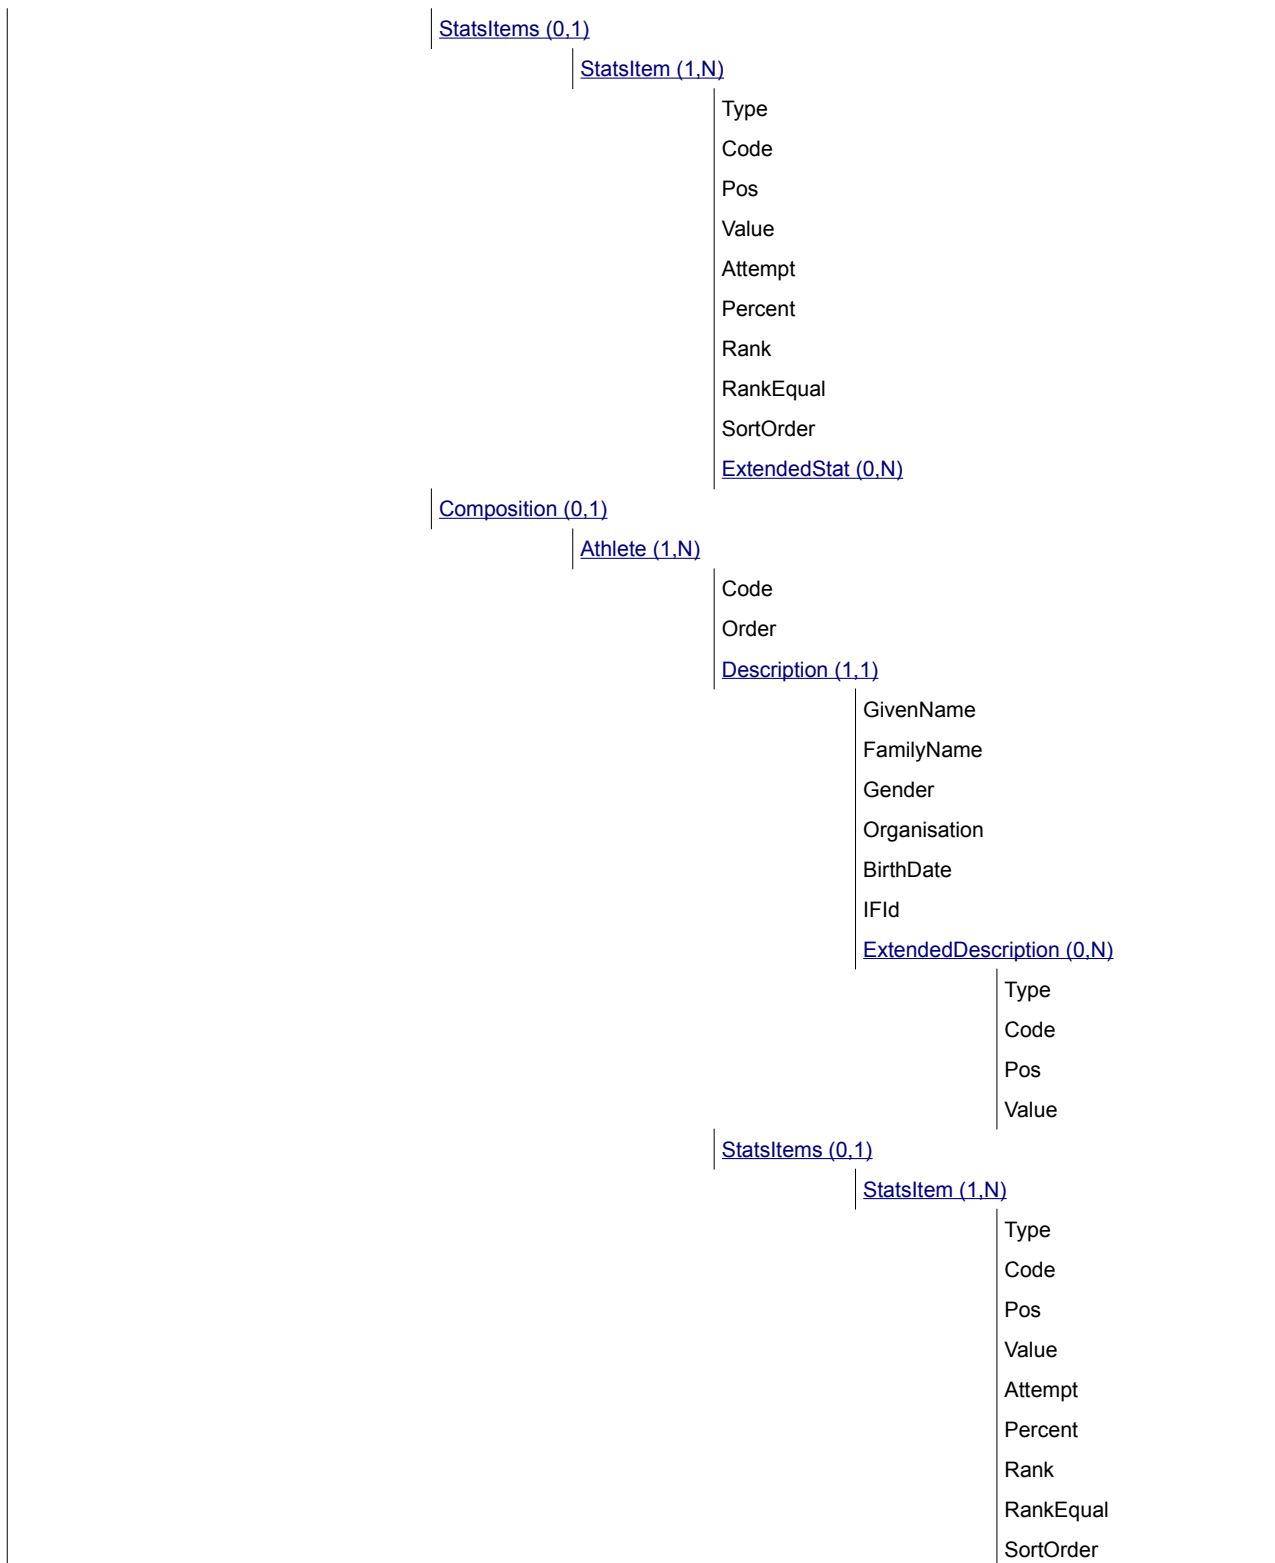 StatsItems (0,1)
StatsItem (1,N)
Type
Code
Pos
Value
Attempt
Percent
Rank
RankEqual
SortOrder
ExtendedStat (0,N)
Composition (0,1)
Athlete (1,N)
Code
Order
Description (1,1)
GivenName
FamilyName
Gender
Organisation
BirthDate
IFId
ExtendedDescription (0,N)
Type
Code
Pos
Value
StatsItems (0,1)
StatsItem (1,N)
Type
Code
Pos
Value
Attempt
Percent
Rank
RankEqual
SortOrder